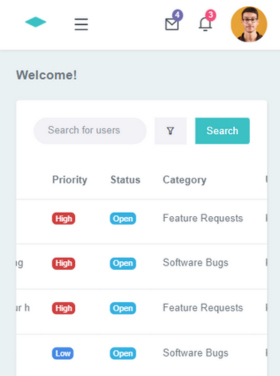 4
3
Welcome!
Search for users
Search
Priority Status Category
High Open Feature Requests
High Open Software Bugs
High Open Feature Requests
Low Open Software Bugs